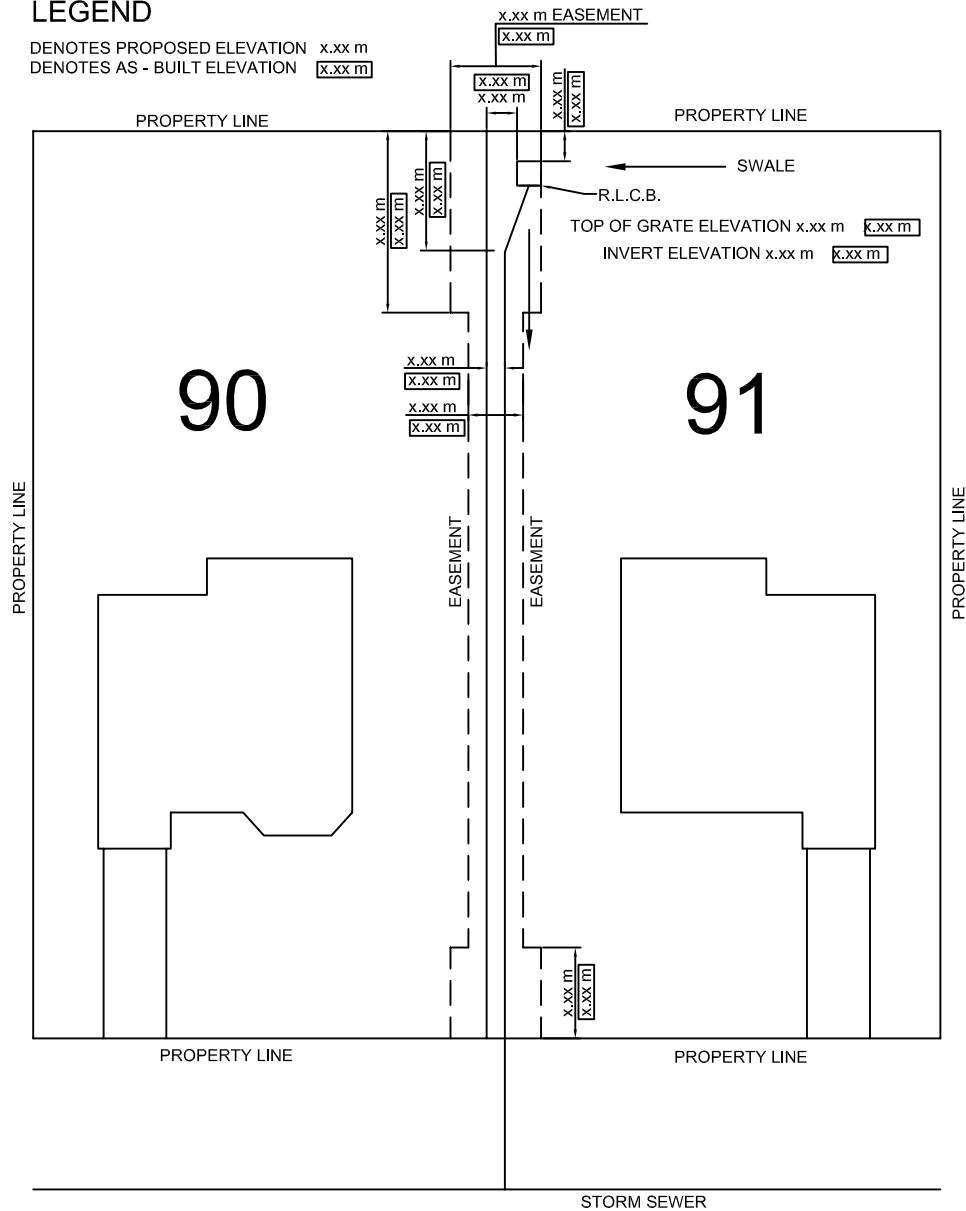 LEGEND
DENOTES PROPOSED ELEVATION x.xx m
DENOTES AS - BUILT ELEVATION x.xx m
x.xx m EASEMENT
x.xx m
x.xx m
x.xx m
x.xx m
x.xx m
PROPERTY LINE
PROPERTY LINE
SWALE
R.L.C.B.
x.xx m
x.xx m
x.xx m
x.xx m
TOP OF GRATE ELEVATION x.xx m x.xx m
INVERT ELEVATION x.xx m x.xx m
x.xx m
x.xx m
x.xx m
x.xx m
90
91
PROPERTY LINE
EASEMENT
EASEMENT
PROPERTY LINE
x.xx m
x.xx m
PROPERTY LINE
PROPERTY LINE
STORM SEWER